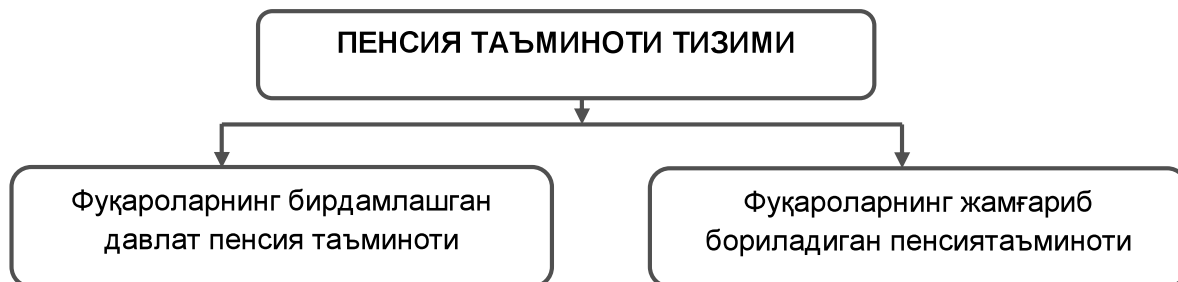 ПЕНСИЯ ТАЪМИНОТИ ТИЗИМИ
Фуқароларнинг бирдамлашган
давлат пенсия таъминоти
Фуқароларнинг жамғариб
бориладиган пенсиятаъминоти